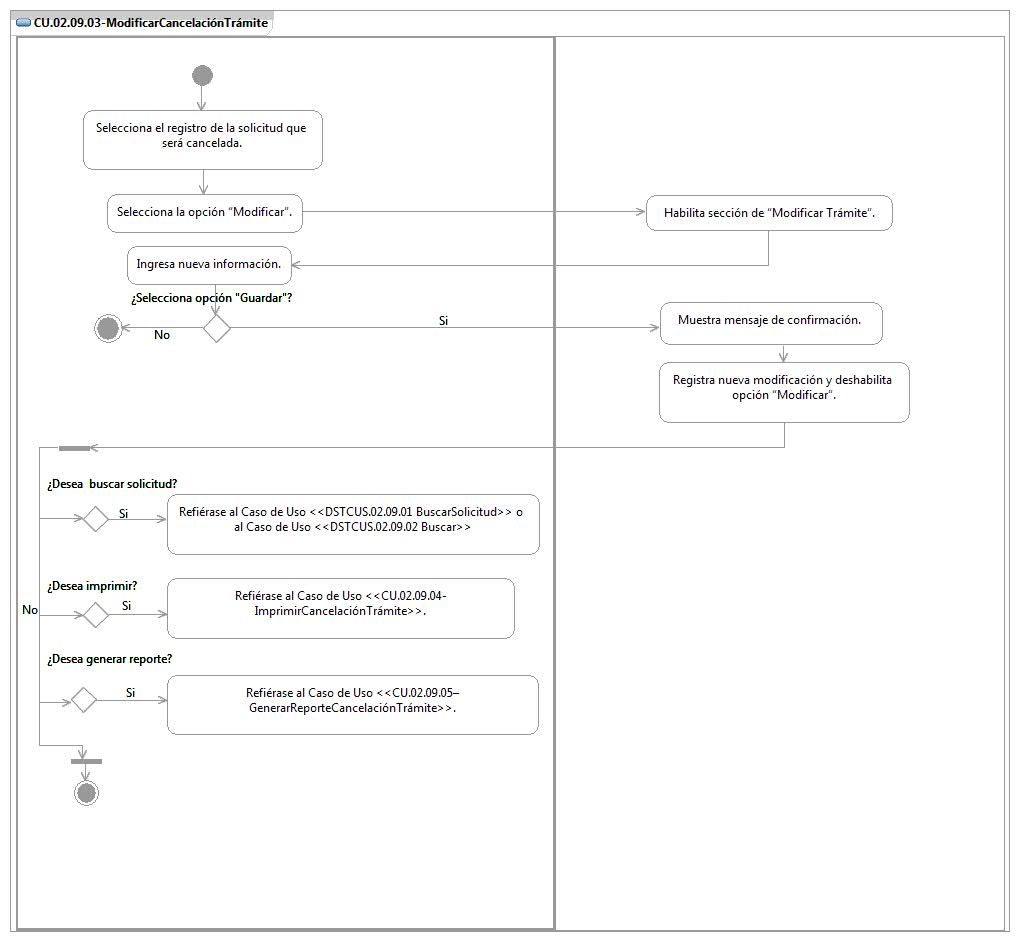 CU.02.09.03-ModificarCancelaciónTrámite
Selecciona el registro de la solicitud que
será cancelada.
Selecciona la opción “Modificar”.
Habilita sección de “Modificar Trámite”.
Ingresa nueva información.
¿Selecciona opción "Guardar"?
No
Si
Muestra mensaje de confirmación.
Registra nueva modificación y deshabilita
opción “Modificar”.
¿Desea buscar solicitud?
Si
Refiérase al Caso de Uso <<DSTCUS.02.09.01 BuscarSolicitud>> o
al Caso de Uso <<DSTCUS.02.09.02 Buscar>>
¿Desea imprimir?
No
Si
Refiérase al Caso de Uso <<CU.02.09.04-
ImprimirCancelaciónTrámite>>.
¿Desea generar reporte?
Si
Refiérase al Caso de Uso <<CU.02.09.05–
GenerarReporteCancelaciónTrámite>>.